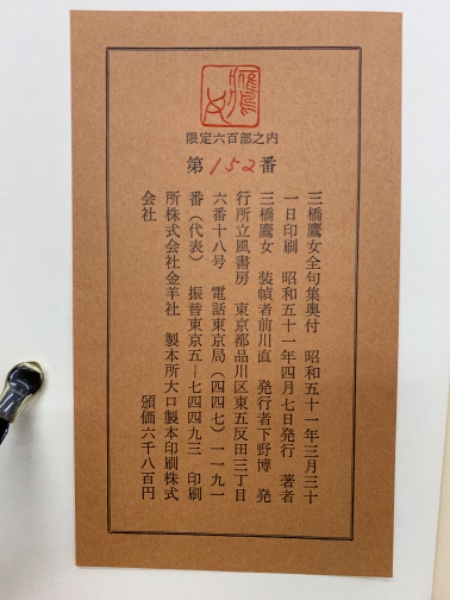 鷹女
限定六百部之内
第152番
三橋鷹女全句集奥付 昭和五十一年三月三十
一日印刷 昭和五十一年四月七日発行 著者
三橋鷹女 装幀者前川直 発行者下野博 発
行所立風書房 東京都品川区東五反田三丁目
六番十八号 電話東京局(四四七)一一九一
番(代表) 振替東京五―七四四九三 印刷
所株式会社金羊社 製本所大口製本印刷株式
会社 頒価六千八百円